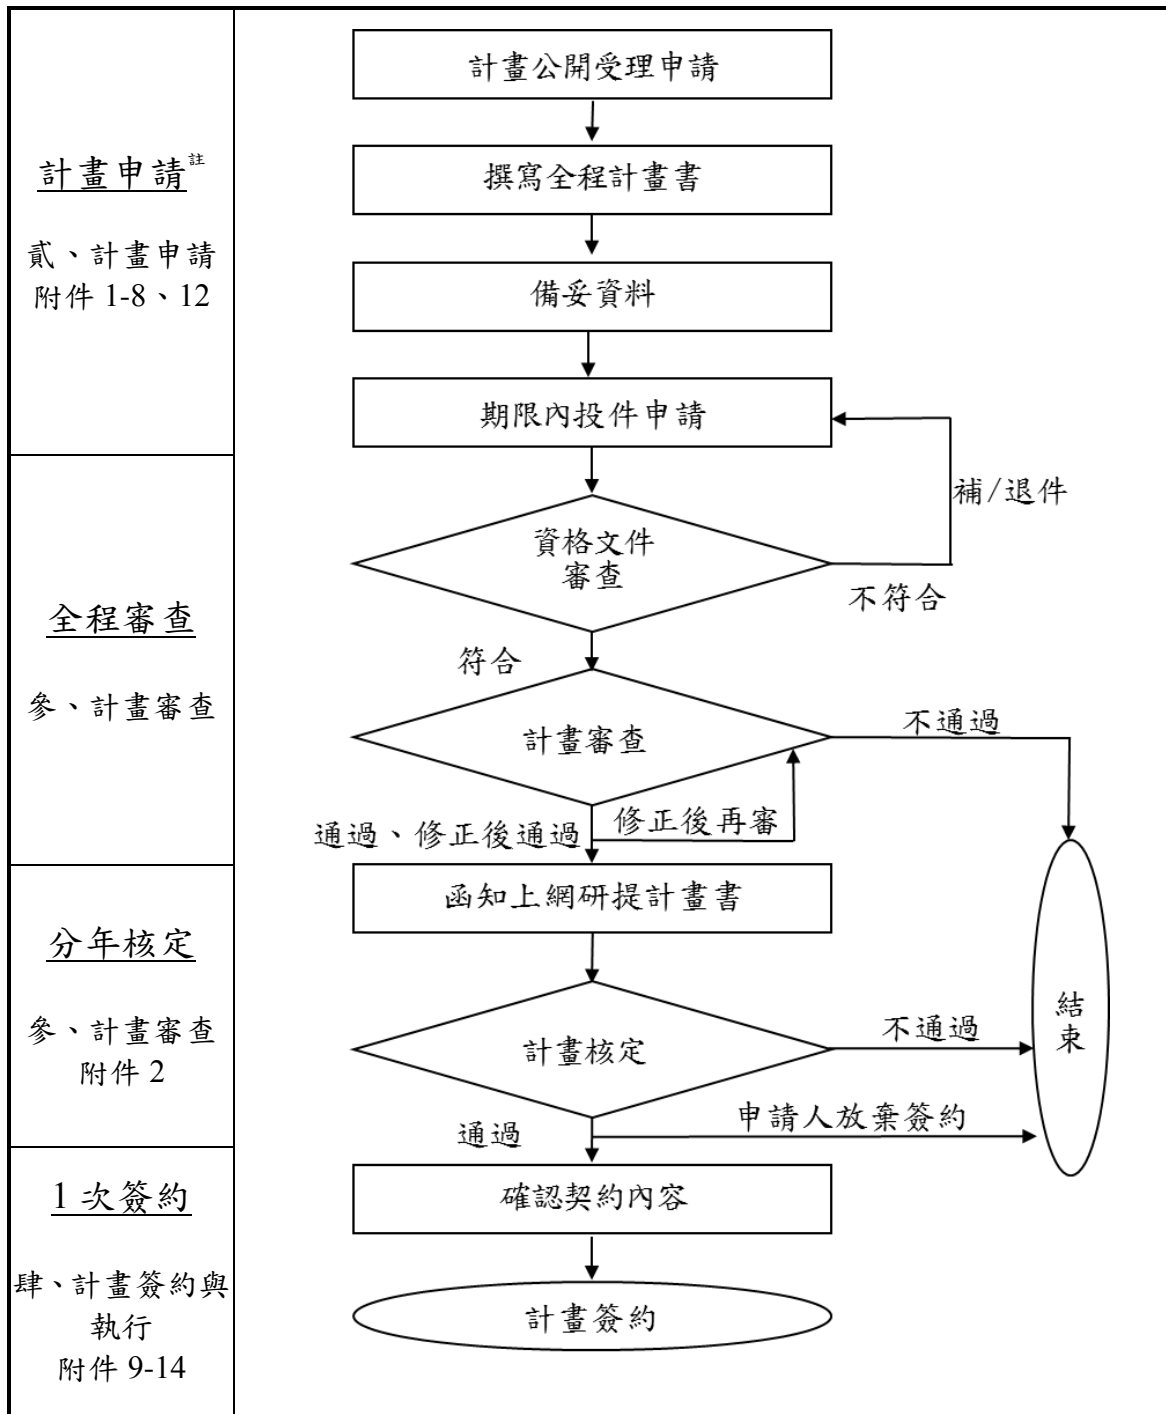 計畫申請註
貳、計畫申請
附件 1-8、12
計畫公開受理申請
撰寫全程計畫書
備妥資料
期限內投件申請
補/退件
全程審查
參、計畫審查
資格文件
審查
不符合
符合
計畫審查
不通過
修正後再審
通過、修正後通過
分年核定
參、計畫審查
附件 2
函知上網研提計畫書
計畫核定
不通過
結
束
通過
申請人放棄簽約
1 次簽約
肆、計畫簽約與
執行
附件 9-14
確認契約內容
計畫簽約